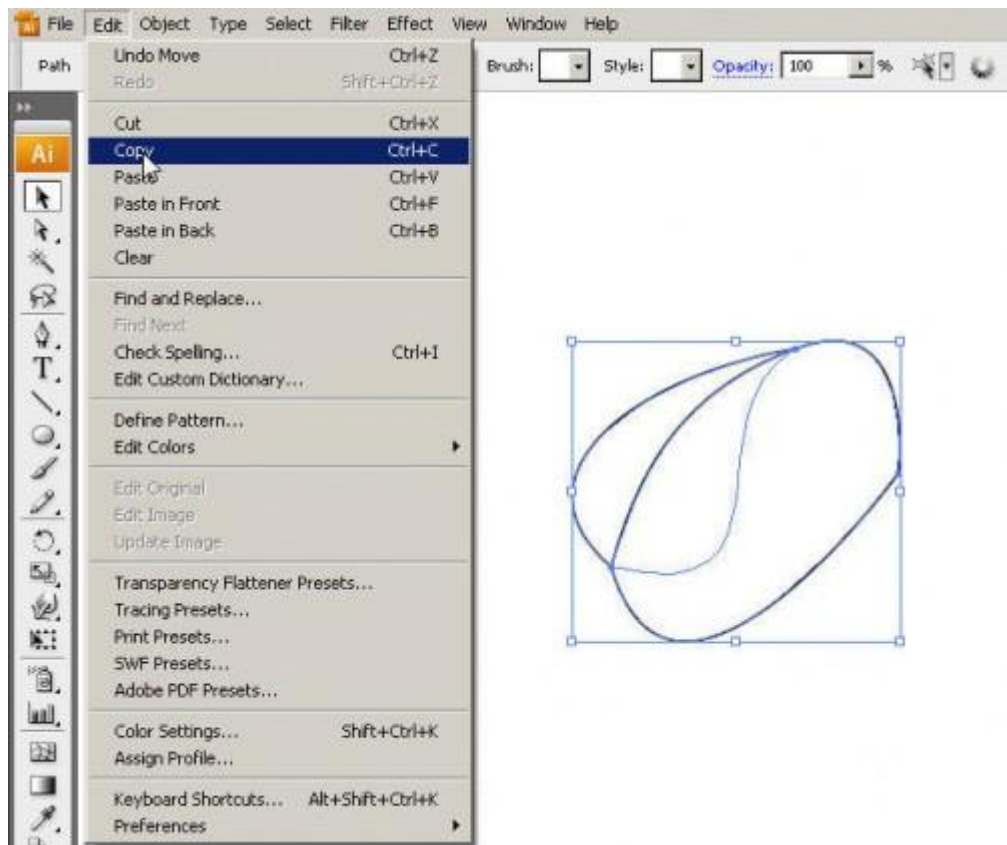 Ai File Edit Object Type Select Filter Effect View Window Help
Path Brush: Style: Opacity: 100 %
Undo Move Ctrl+Z
Redo Shift+Ctrl+Z
Cut Ctrl+X
Ai
Copy Ctrl+C
Paste Ctrl+V
Paste in Front Ctrl+F
Paste in Back Ctrl+B
Clear
Find and Replace...
Find Next
Check Spelling... Ctrl+I
T
Edit Custom Dictionary...
Define Pattern...
Edit Colors
Edit Original
Edit Image
Update Image
Transparency Flattener Presets...
Tracing Presets...
Print Presets...
SWF Presets...
Adobe PDF Presets...
Color Settings... Shift+Ctrl+K
Assign Profile...
Keyboard Shortcuts... Alt+Shift+Ctrl+K
Preferences